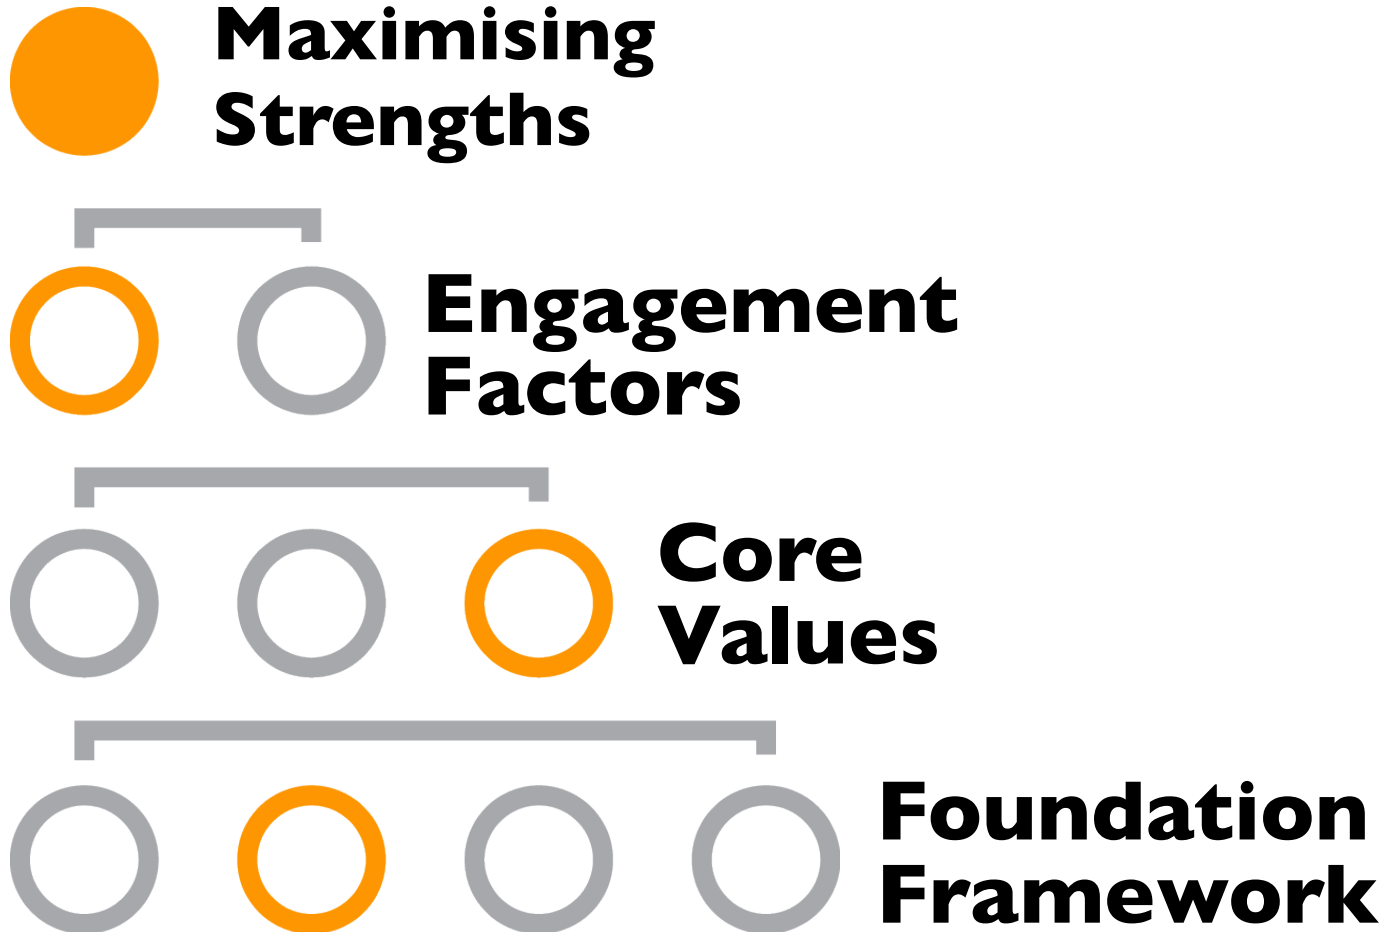 Maximising
Strengths
Engagement
Factors
Core
Values
Foundation
Framework